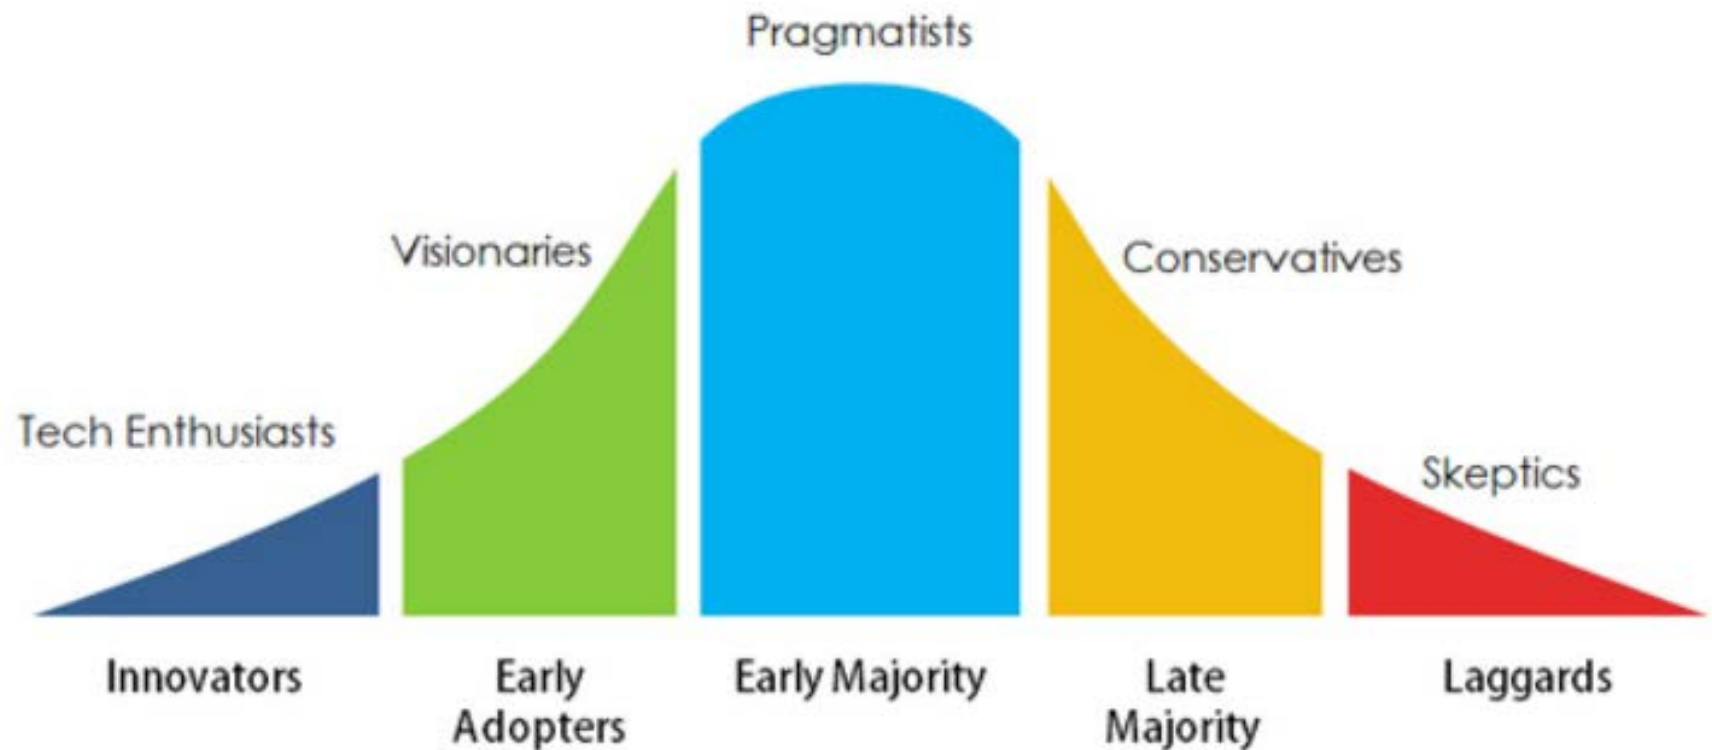 Pragmatists
Visionaries
Conservatives
Tech Enthusiasts
Skeptics
Innovators
Early
Adopters
Early Majority
Late
Majority
Laggards